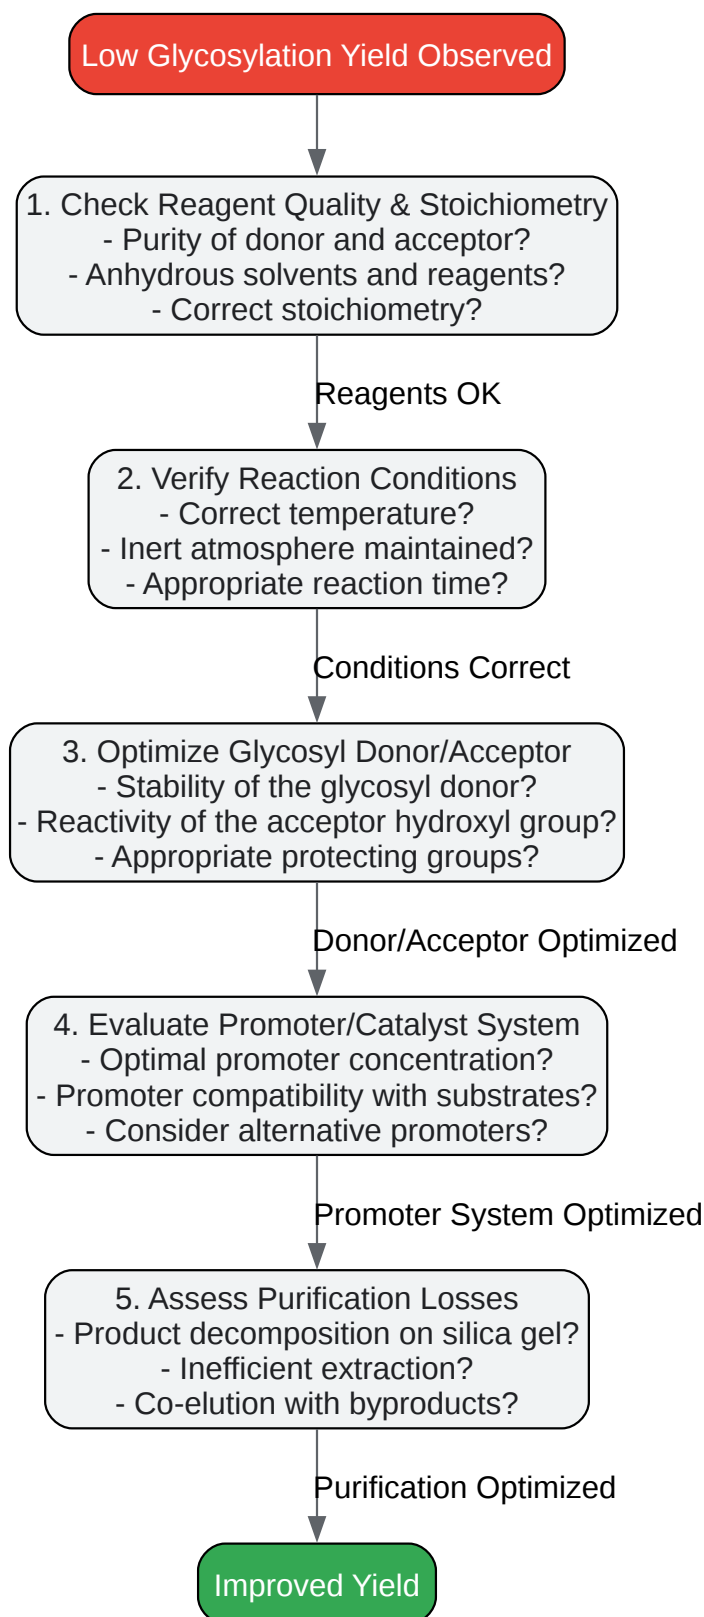 Low Glycosylation Yield Observed
1. Check Reagent Quality & Stoichiometry
- Purity of donor and acceptor?
- Anhydrous solvents and reagents?
- Correct stoichiometry?
Reagents OK
2. Verify Reaction Conditions
- Correct temperature?
- Inert atmosphere maintained?
- Appropriate reaction time?
Conditions Correct
3. Optimize Glycosyl Donor/Acceptor
- Stability of the glycosyl donor?
- Reactivity of the acceptor hydroxyl group?
- Appropriate protecting groups?
Donor/Acceptor Optimized
4. Evaluate Promoter/Catalyst System
- Optimal promoter concentration?
- Promoter compatibility with substrates?
- Consider alternative promoters?
Promoter System Optimized
5. Assess Purification Losses
- Product decomposition on silica gel?
- Inefficient extraction?
- Co-elution with byproducts?
Purification Optimized
Improved Yield